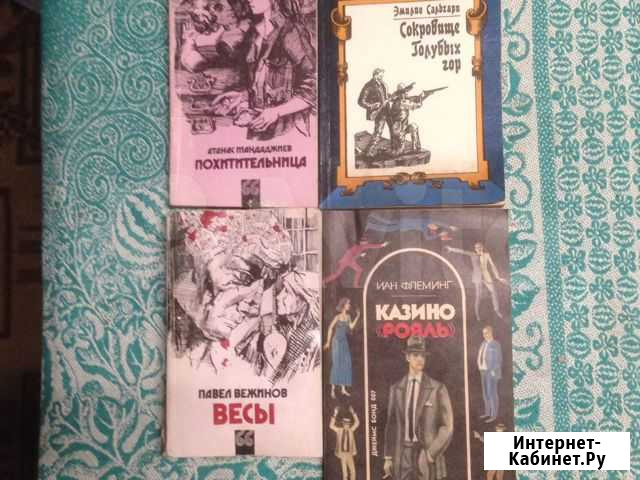 АТАНАС МАНДАДЖИЕВ
ПОХИТИТЕЛЬНИЦА
Эмилио Сальгари
Сокровище
Голубых
гор
ПАВЕЛ ВЕЖИНОВ
ВЕСЫ
ИАН ФЛЕМИНГ
КАЗИНО
(РОЯЛЬ)
ДЖЕЙМС БОНД 007
Интернет-
Кабинет.Ру